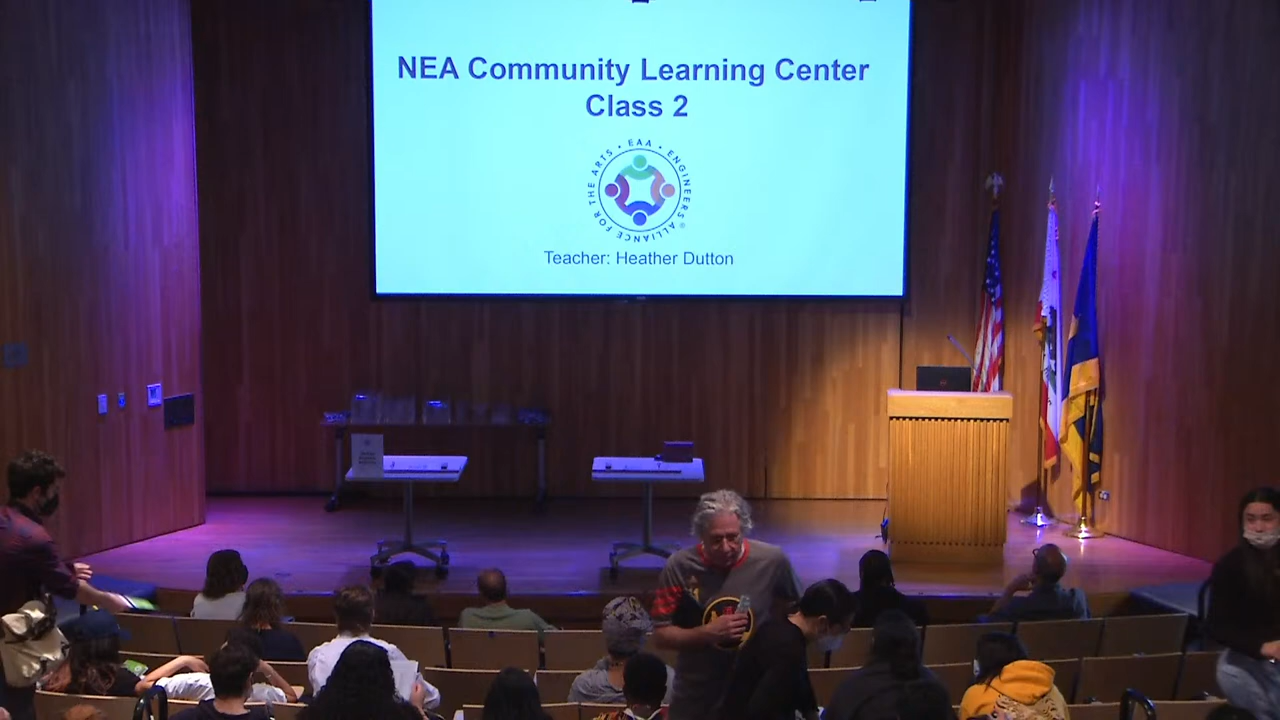 NEA Community Learning Center
Class 2
EAA • ENGINEERS ALLIANCE FOR THE ARTS •
®
Teacher: Heather Dutton